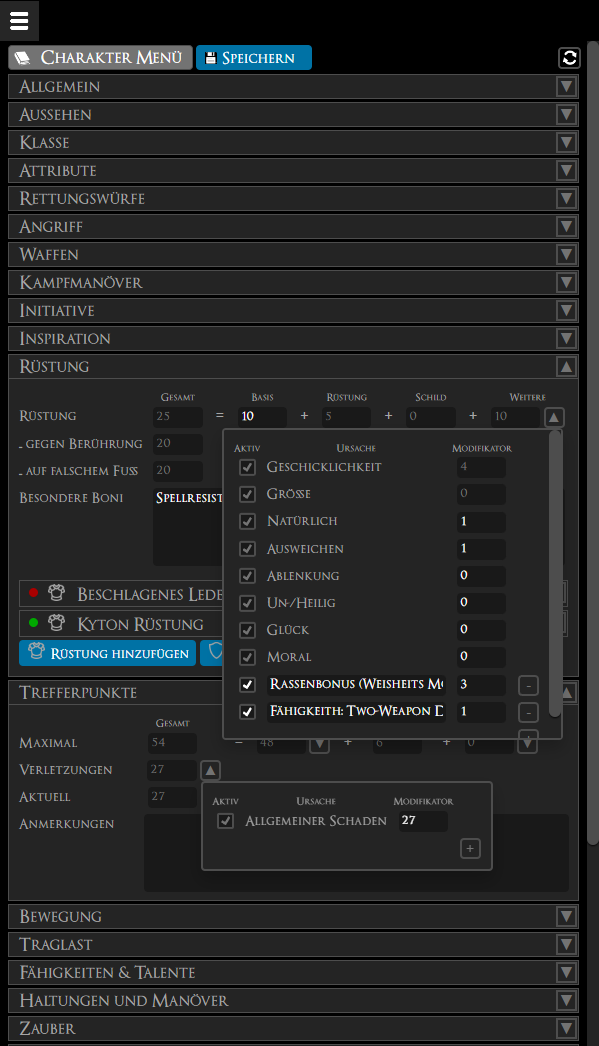 Charakter Menü Speichern
Allgemein
Aussehen
Klasse
Attribute
Rettungswürfe
Angriff
Waffen
Kampfmanöver
Initiative
Inspiration
Rüstung
Gesamt Basis Rüstung Schild Weitere
Rüstung 25 = 10 + 5 + 0 + 10
.. gegen Berührung 20
.. auf falschem Fuss 20
Besondere Boni Spellresist
Aktiv Ursache Modifikator
Geschicklichkeit 4
Grösse 0
Natürlich 1
Ausweichen 1
Ablenkung 0
Un-/Heilig 0
Glück 0
Moral 0
Rassenbonus (Weisheits Mo 3 -
Fähigkeith: Two-Weapon D 1 -
Beschlagenes Lede
Kyton Rüstung
Rüstung hinzufügen
Trefferpunkte
Gesamt
Maximal 54 = 48 + 6 + 0
Verletzungen 27
Aktuell 27
Anmerkungen
Aktiv Ursache Modifikator
Allgemeiner Schaden 27
+
Bewegung
Traglast
Fähigkeiten & Talente
Haltungen und Manöver
Zauber